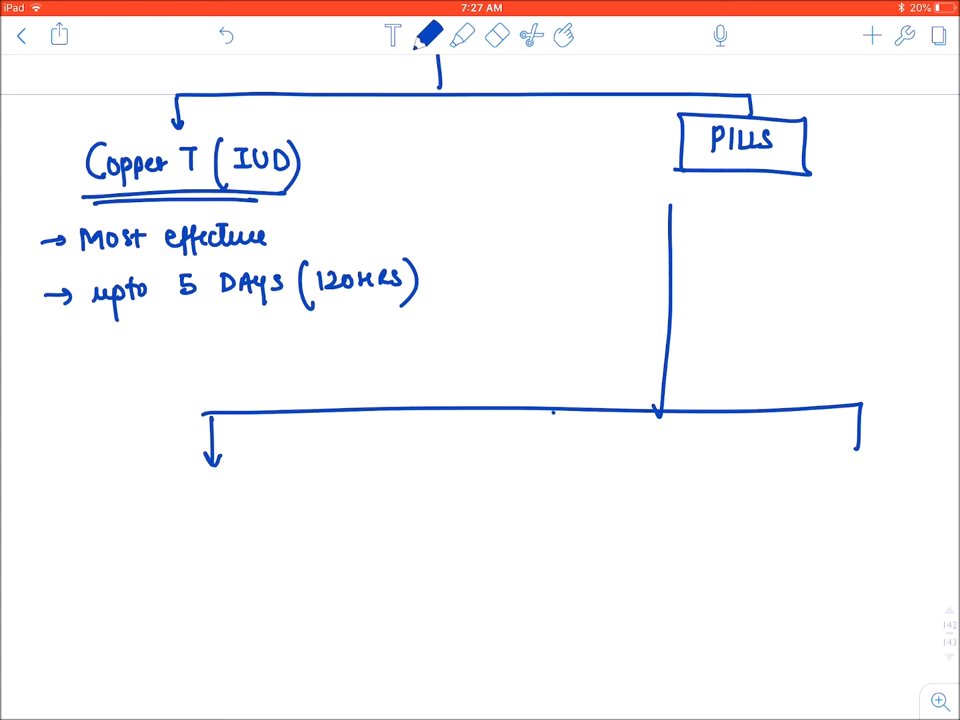 iPad 7:27 AM 20%
T
Copper T (IUD)
PILLS
→ Most effective
→ upto 5 DAYS (120HRS)
142
143